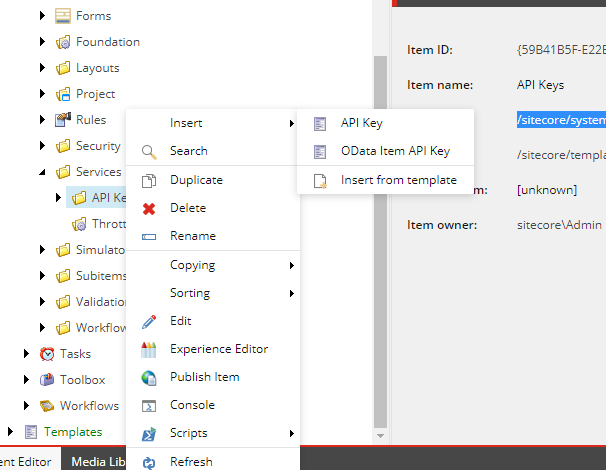 Forms
Foundation
Layouts
Project
Rules
Security
Services
API Ke
Thrott
Simulato
Subitems
Validation
Workflow
Tasks
Toolbox
Workflows
Templates
Insert
Search
Duplicate
Delete
Rename
Copying
Sorting
Edit
Experience Editor
Publish Item
Console
Scripts
Refresh
API Key
OData Item API Key
Insert from template
Item ID: {59B41B5F-E22E
Item name: API Keys
/sitecore/system
/sitecore/templa
m: [unknown]
Item owner: sitecore\Admin
ent Editor
Media Lib